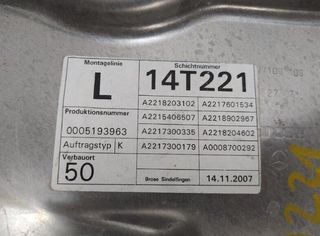 Montagelinie
Schichtnummer
L
14T221
Produktionsnummer
0005193963
A2218203102 A2217601534
A2215406507 A2218902967
A2217300335 A2218204602
A2217300179 A0008700292
Auftragstyp K
Verbauort
50
Brose Sindelfingen 14.11.2007
221